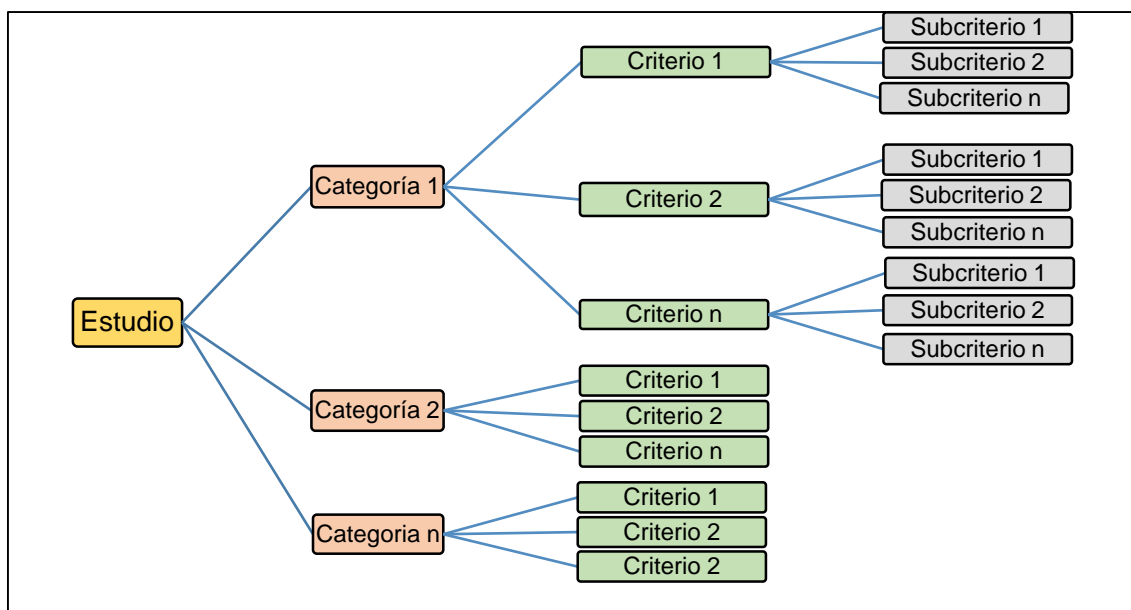 Estudio
Categoría 1
Criterio 1
Subcriterio 1
Subcriterio 2
Subcriterio n
Criterio 2
Subcriterio 1
Subcriterio 2
Subcriterio n
Criterio n
Subcriterio 1
Subcriterio 2
Subcriterio n
Categoría 2
Criterio 1
Criterio 2
Criterio n
Categoria n
Criterio 1
Criterio 2
Criterio 2